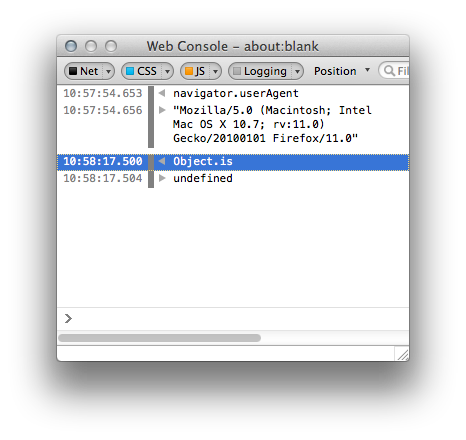 Web Console – about:blank
Net CSS JS Logging Position Fil
10:57:54.653 navigator.userAgent
10:57:54.656 "Mozilla/5.0 (Macintosh; Intel
Mac OS X 10.7; rv:11.0)
Gecko/20100101 Firefox/11.0"
10:58:17.500 Object.is
10:58:17.504 undefined